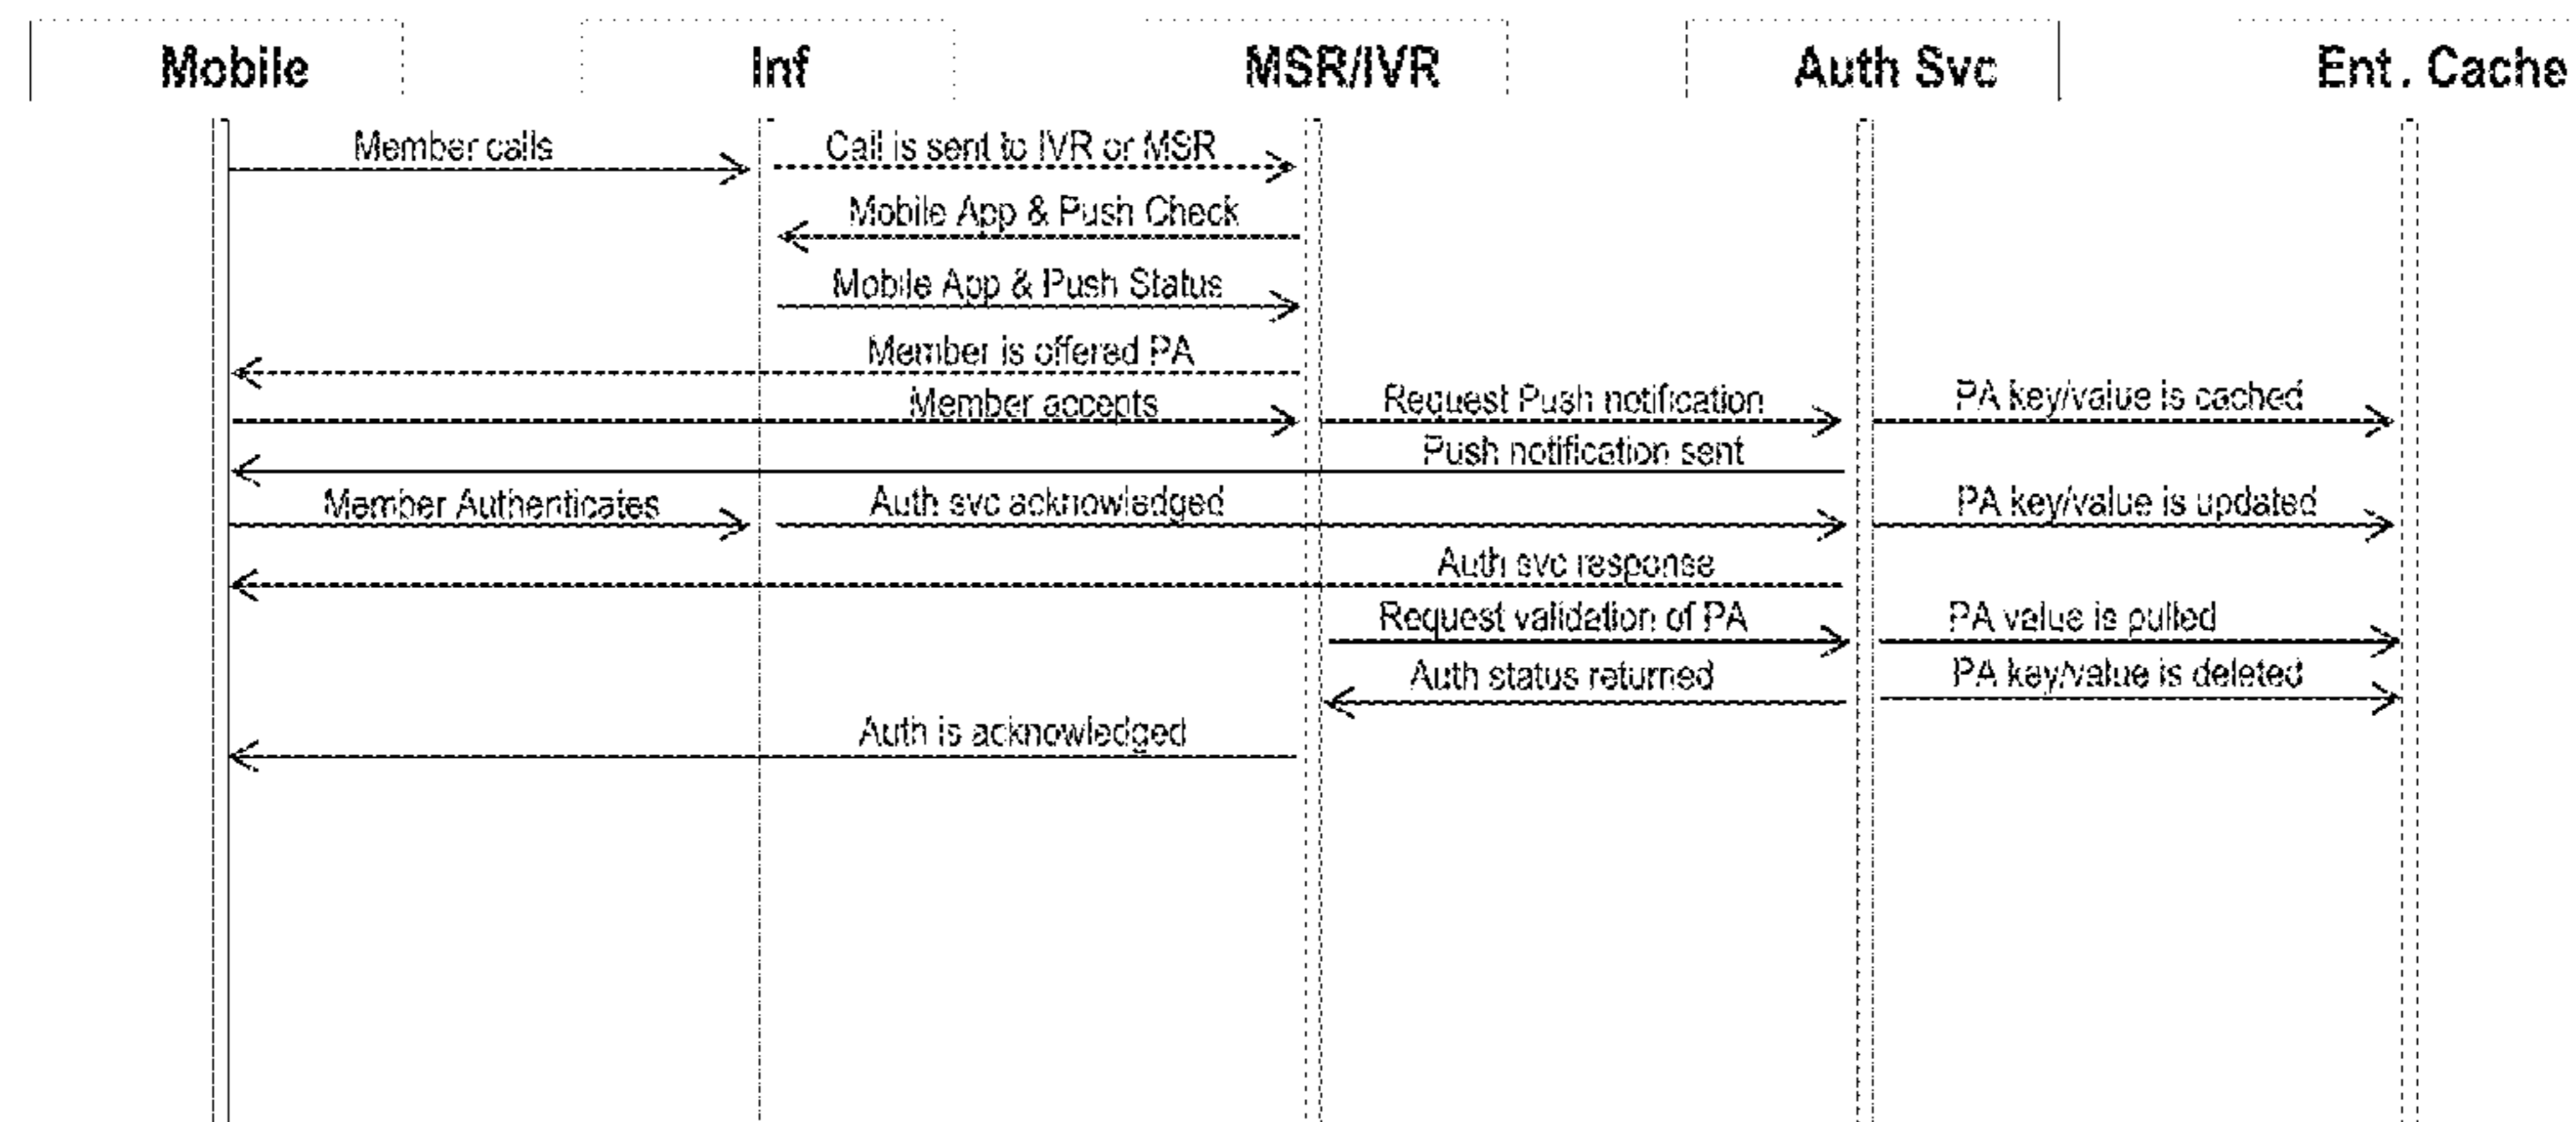 Mobile
Inf
MSR/IVR
Auth Svc
Ent. Cache
Member calls
Call is sent to IVR or MSR
Mobile App & Push Check
Mobile App & Push Status
Member is offered PA
Member accepts
Request Push notification
PA key/value is cached
Push notification sent
Member Authenticates
Auth svc acknowledged
PA key/value is updated
Auth svc response
Request validation of PA
PA value is pulled
Auth status returned
PA key/value is deleted
Auth is acknowledged